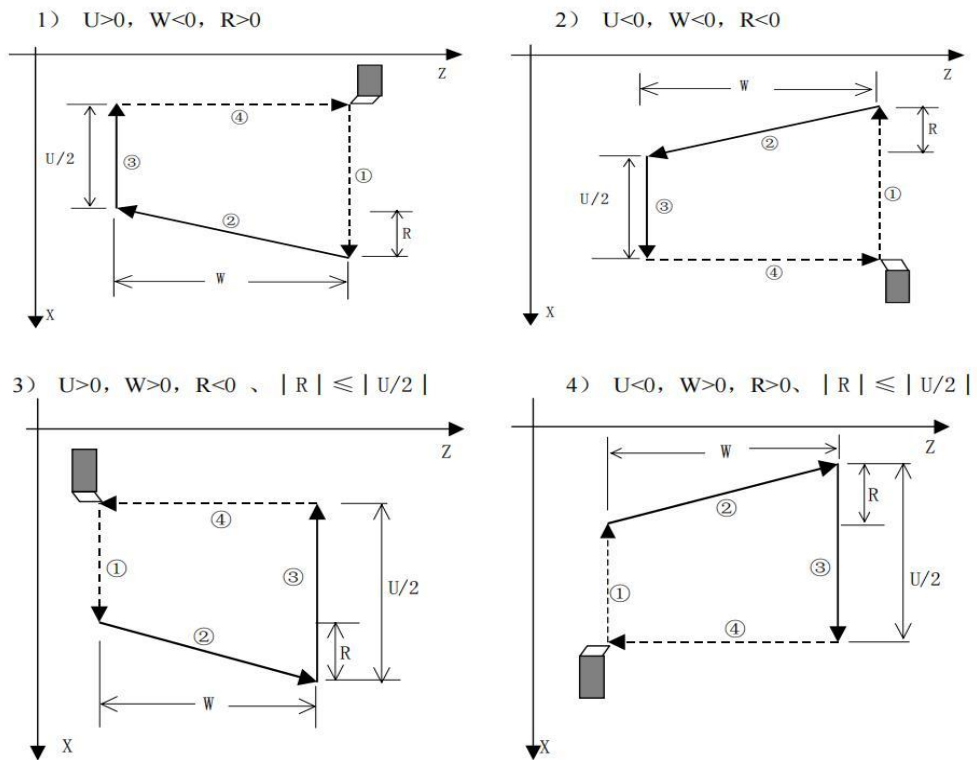 1） U>0，W<0，R>0
Z
④
U/2
③
①
②
R
W
X
2） U<0，W<0，R<0
Z
W
R
②
①
U/2
③
④
X
3） U>0，W>0，R<0 、｜R｜≤｜U/2｜
Z
④
①
③
U/2
②
R
W
X
4） U<0，W>0，R>0、｜R｜≤｜U/2｜
Z
W
R
②
③
U/2
①
④
X